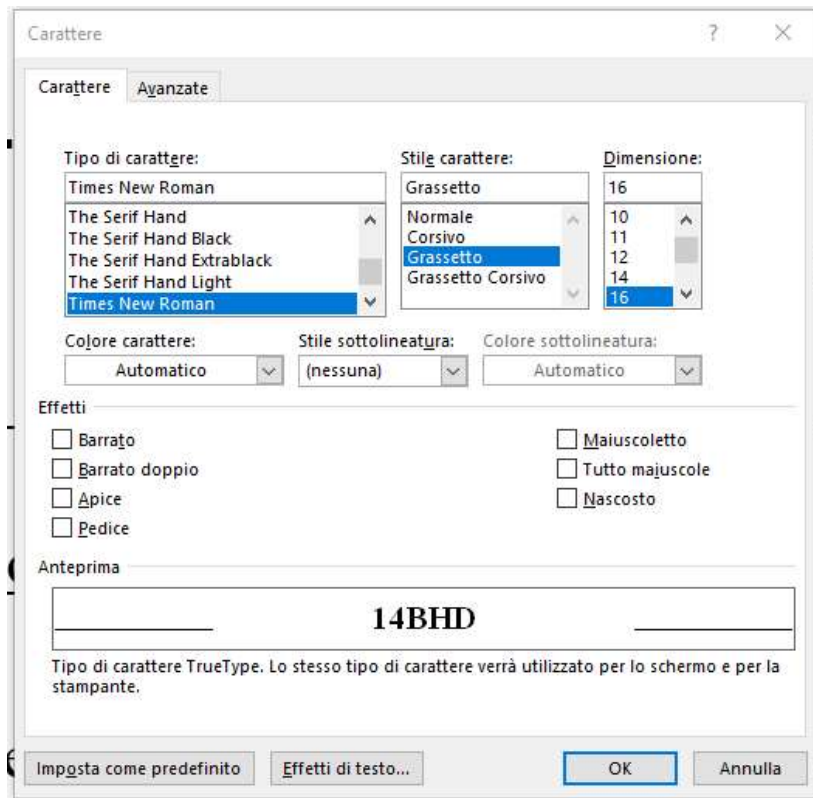 Carattere
Carattere Avanzate
Tipo di carattere: Stile carattere: Dimensione:
Times New Roman Grassetto 16
The Serif Hand Normale 10
The Serif Hand Black Corsivo 11
The Serif Hand Extrablack Grassetto 12
The Serif Hand Light Grassetto Corsivo 14
Times New Roman 16
Colore carattere: Stile sottolineatura: Colore sottolineatura:
Automatico (nessuna) Automatico
Effetti
Barrato Maiuscoletto
Barrato doppio Tutto maiuscole
Apice Nascosto
Pedice
Anteprima
14BHD
Tipo di carattere TrueType. Lo stesso tipo di carattere verrà utilizzato per lo schermo e per la
stampante.
Imposta come predefinito Effetti di testo... OK Annulla